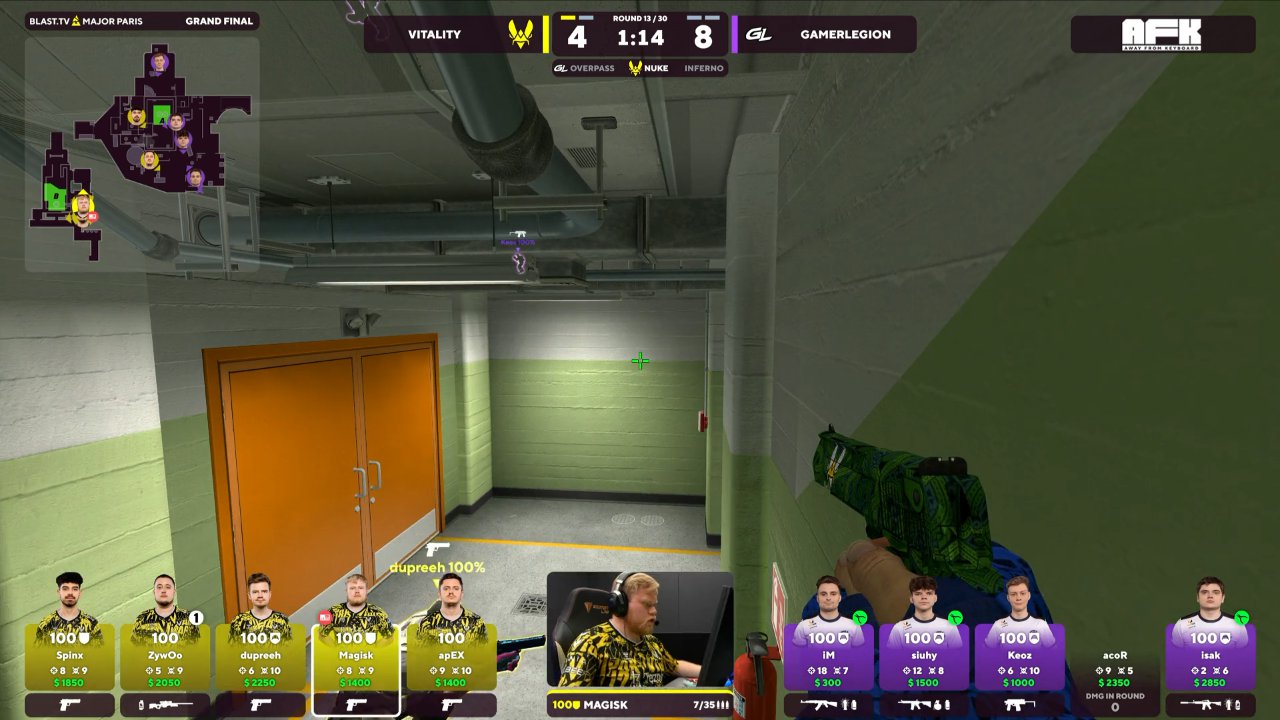 BLAST.TV MAJOR PARIS GRAND FINAL
VITALITY
4
ROUND 13 / 30
1:14
8
GL
GAMERLEGION
AFK
AWAY FROM KEYBOARD
GL OVERPASS NUKE INFERNO
A
Keoz 100%
dupreeh 100%
100
Spinx
8 9
$ 1850
100
1
ZywOo
5 9
$ 2050
100
dupreeh
6 10
$ 2250
100
Magisk
8 9
$ 1400
100
apEX
9 10
$ 1400
100 MAGISK 7/35
100
iM
18 7
$ 300
100
siuhy
12 8
$ 1500
100
Keoz
6 10
$ 1000
acoR
9 5
$ 2350
DMG IN ROUND
0
100
isak
2 6
$ 2850